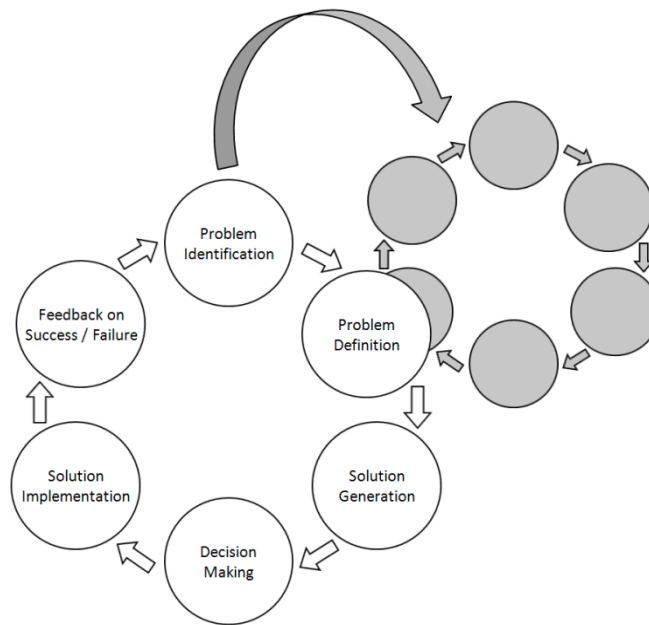 Problem
Identification
Problem
Definition
Solution
Generation
Decision
Making
Solution
Implementation
Feedback on
Success / Failure